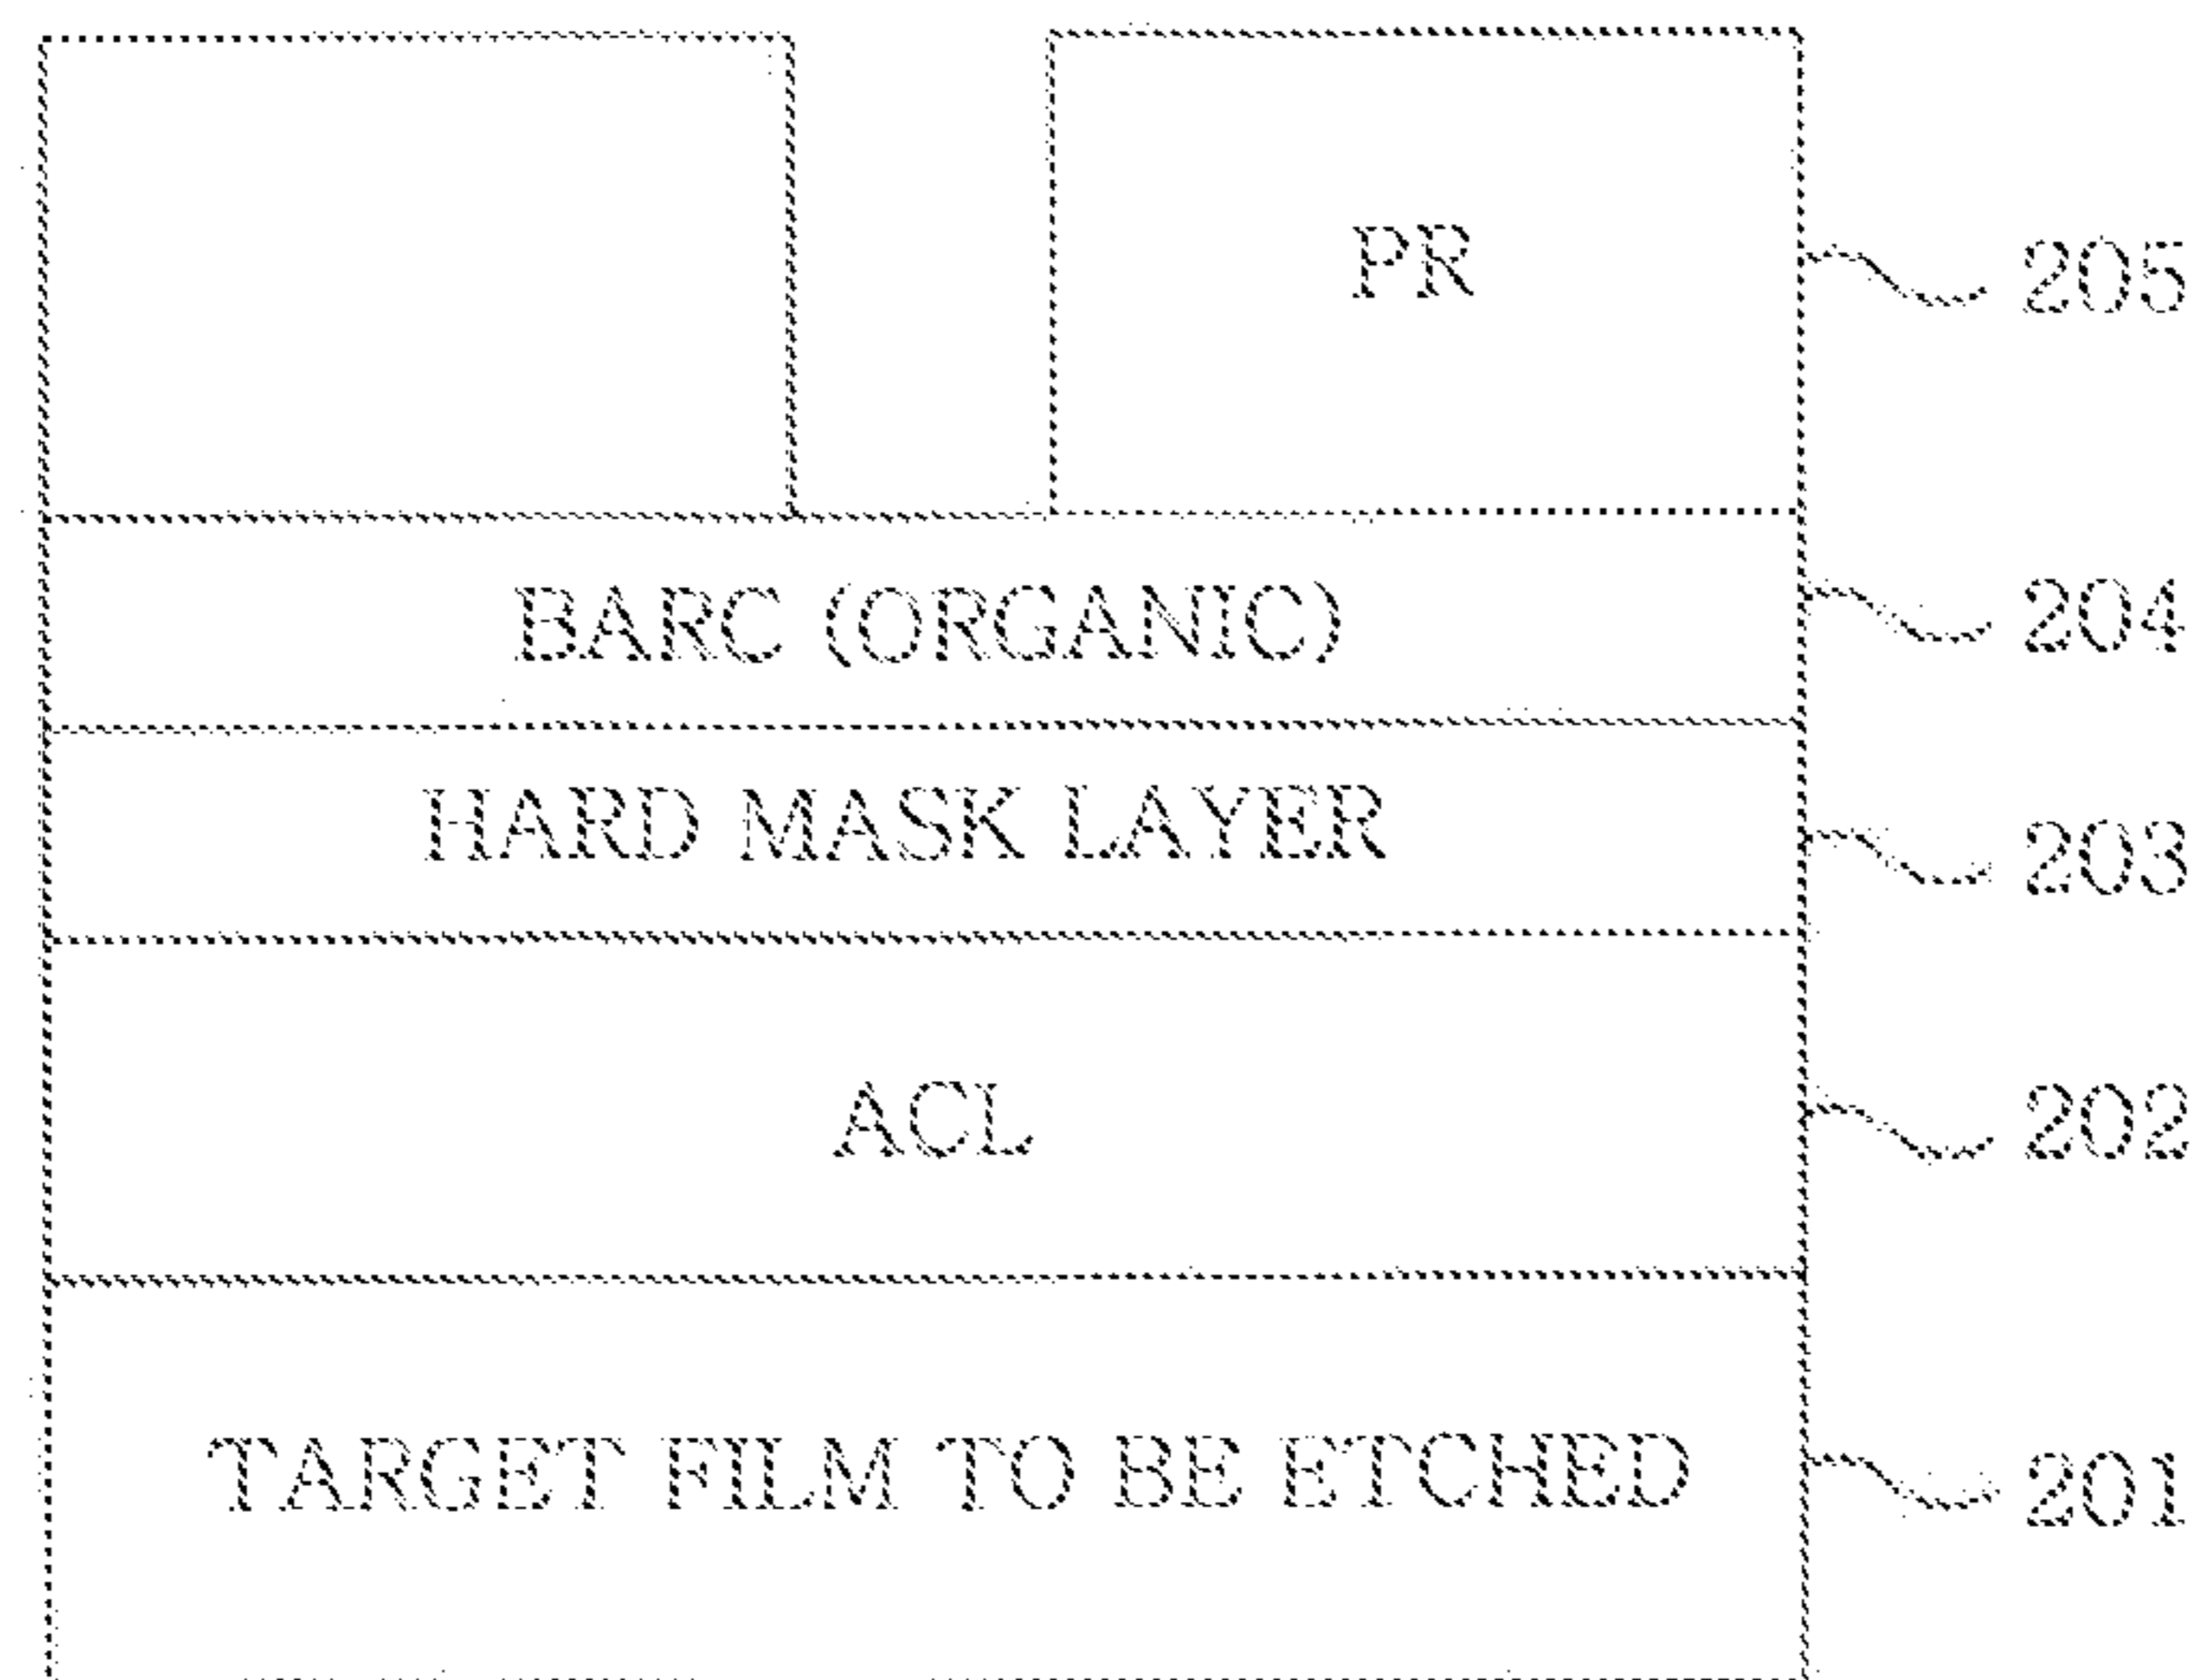 PR
205
BARC (ORGANIC)
204
HARD MASK LAYER
203
ACL
202
TARGET FILM TO BE ETCHED
201